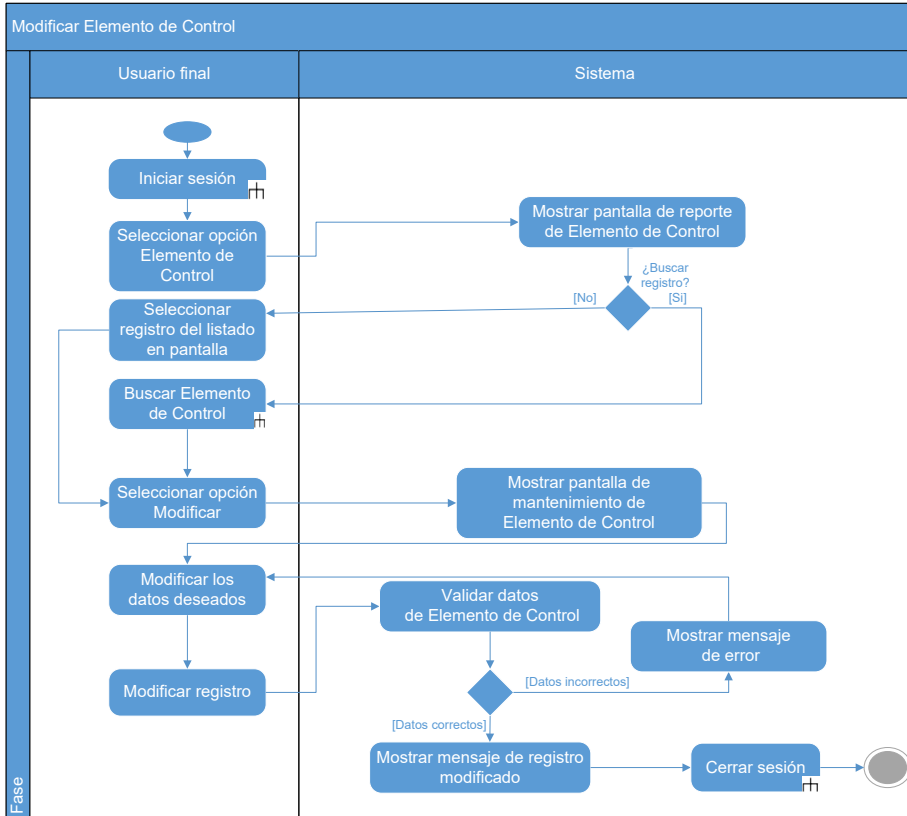 Modificar Elemento de Control
Usuario final
Sistema
Iniciar sesión
Seleccionar opción
Elemento de
Control
Mostrar pantalla de reporte
de Elemento de Control
¿Buscar
registro?
[No]
[Si]
Seleccionar
registro del listado
en pantalla
Buscar Elemento
de Control
Seleccionar opción
Modificar
Mostrar pantalla de
mantenimiento de
Elemento de Control
Modificar los
datos deseados
Validar datos
de Elemento de Control
Mostrar mensaje
de error
Modificar registro
[Datos incorrectos]
[Datos correctos]
Mostrar mensaje de registro
modificado
Cerrar sesión
Fase